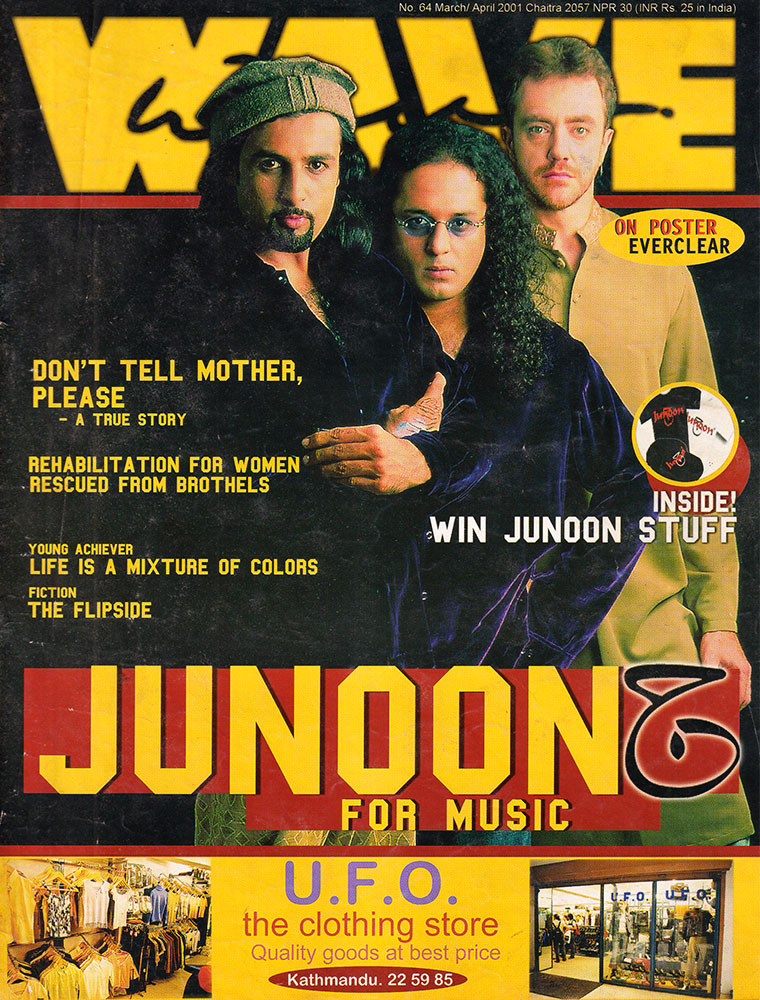 No. 64 March/ April 2001 Chaitra 2057 NPR 30 (INR Rs. 25 in India)
WAVE
ON POSTER
EVERCLEAR
DON'T TELL MOTHER,
PLEASE
- A TRUE STORY
REHABILITATION FOR WOMEN
RESCUED FROM BROTHELS
YOUNG ACHIEVER
LIFE IS A MIXTURE OF COLORS
FICTION
THE FLIPSIDE
JUNOON
JUNOON
INSIDE!
WIN JUNOON STUFF
JUNOON
FOR MUSIC
U.F.O.
the clothing store
Quality goods at best price
Kathmandu. 22 59 85
U.F.O. U.F.O.